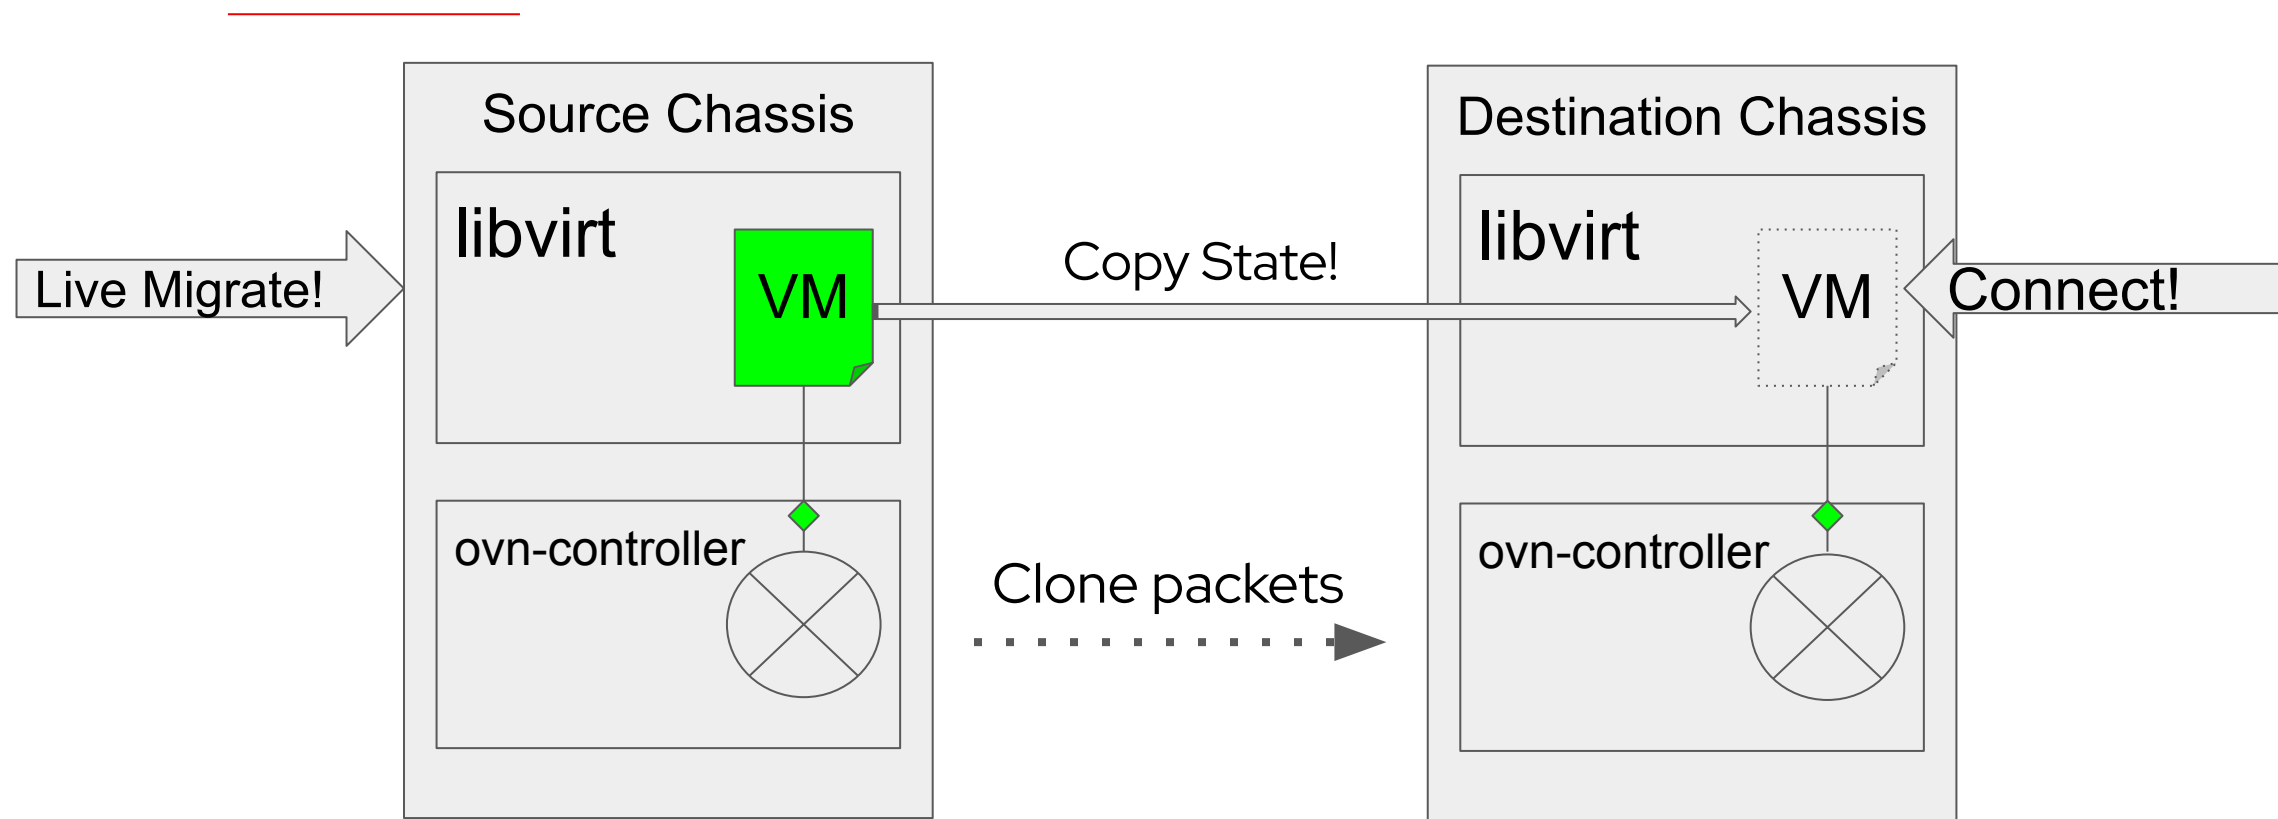 Source Chassis
Destination Chassis
libvirt
libvirt
Live Migrate!
VM
Copy State!
VM
Connect!
ovn-controller
Clone packets
ovn-controller